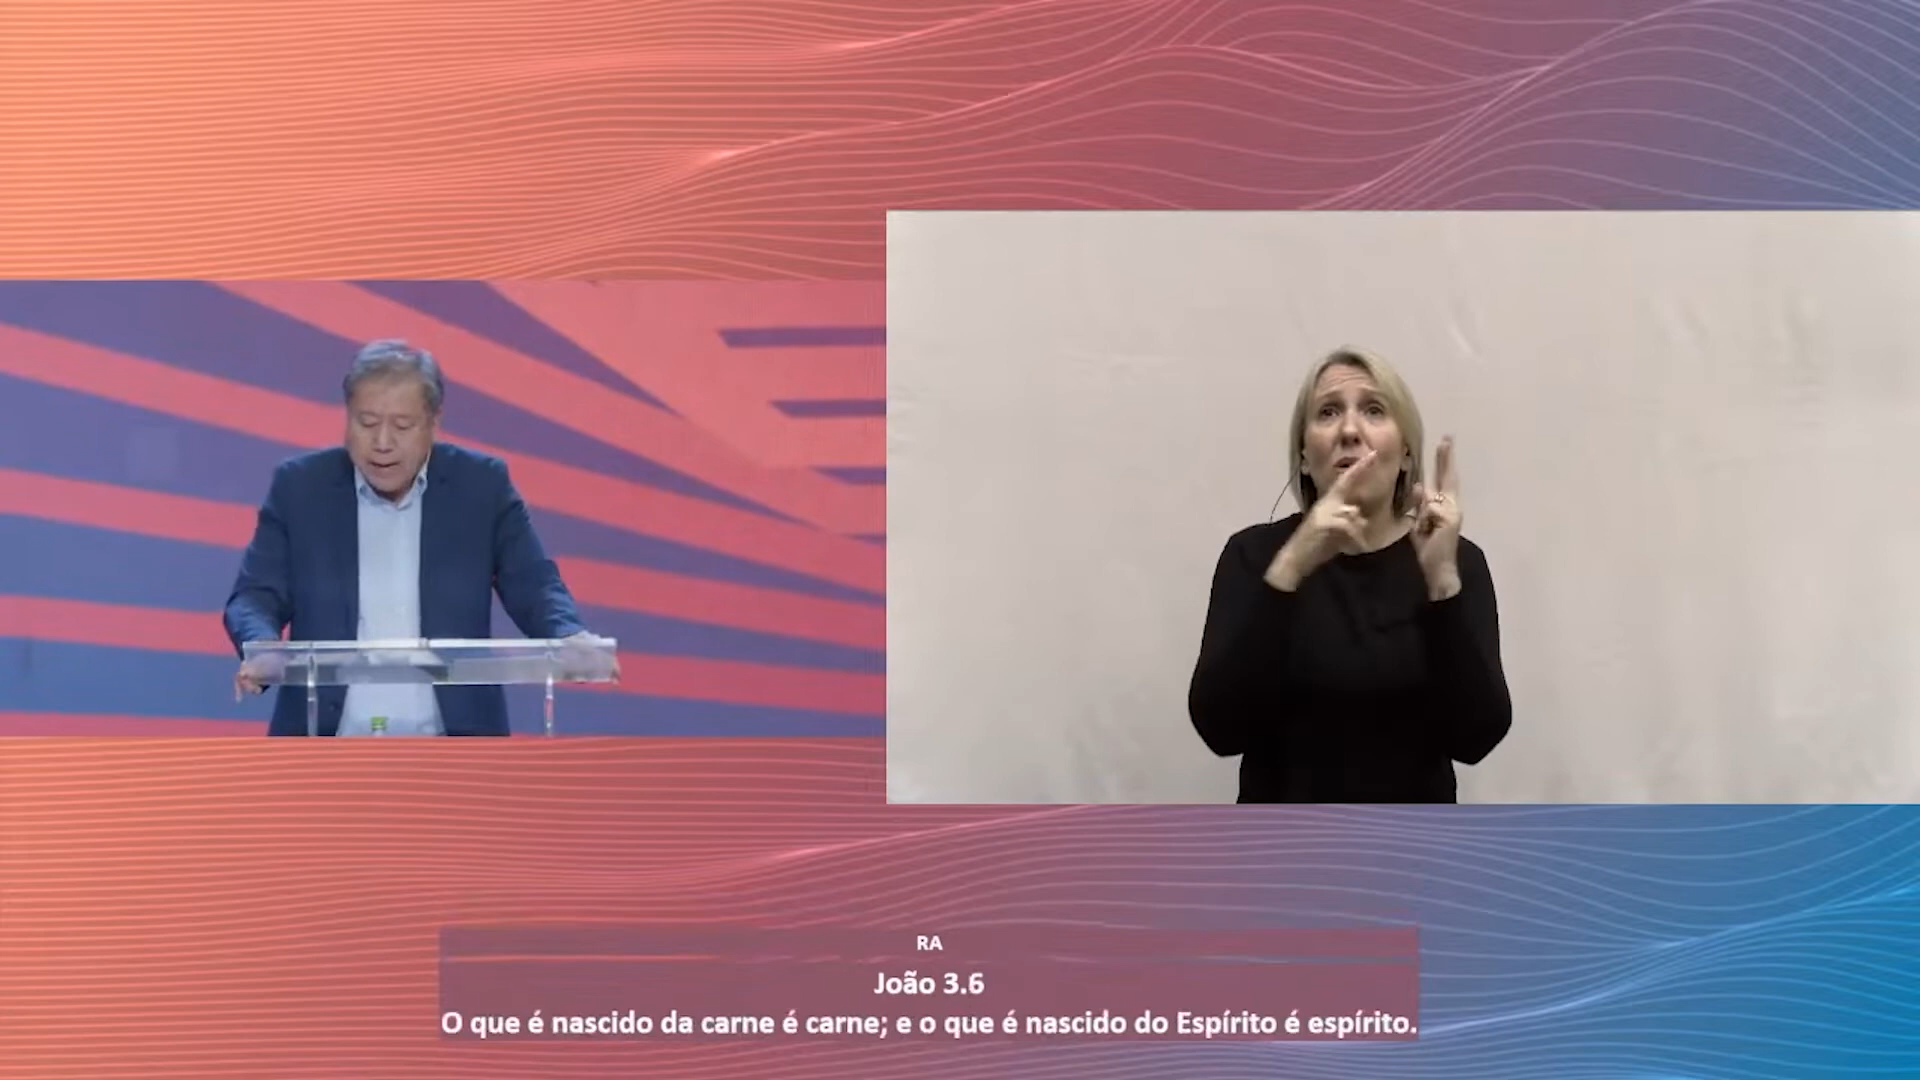 RA
João 3.6
O que é nascido da carne é carne; e o que é nascido do Espírito é espírito.